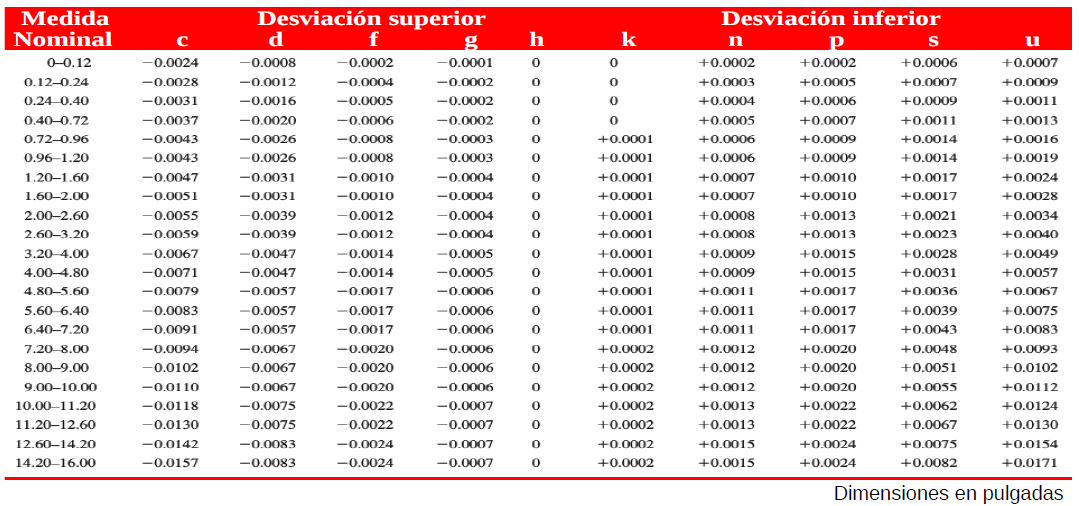 Medida Desviación superior Desviación inferior
Nominal c d f g h k n p s u
0–0.12 −0.0024 −0.0008 −0.0002 −0.0001 0 0 +0.0002 +0.0002 +0.0006 +0.0007
0.12–0.24 −0.0028 −0.0012 −0.0004 −0.0002 0 0 +0.0003 +0.0005 +0.0007 +0.0009
0.24–0.40 −0.0031 −0.0016 −0.0005 −0.0002 0 0 +0.0004 +0.0006 +0.0009 +0.0011
0.40–0.72 −0.0037 −0.0020 −0.0006 −0.0002 0 0 +0.0005 +0.0007 +0.0011 +0.0013
0.72–0.96 −0.0043 −0.0026 −0.0008 −0.0003 0 +0.0001 +0.0006 +0.0009 +0.0014 +0.0016
0.96–1.20 −0.0043 −0.0026 −0.0008 −0.0003 0 +0.0001 +0.0006 +0.0009 +0.0014 +0.0019
1.20–1.60 −0.0047 −0.0031 −0.0010 −0.0004 0 +0.0001 +0.0007 +0.0010 +0.0017 +0.0024
1.60–2.00 −0.0051 −0.0031 −0.0010 −0.0004 0 +0.0001 +0.0007 +0.0010 +0.0017 +0.0028
2.00–2.60 −0.0055 −0.0039 −0.0012 −0.0004 0 +0.0001 +0.0008 +0.0013 +0.0021 +0.0034
2.60–3.20 −0.0059 −0.0039 −0.0012 −0.0004 0 +0.0001 +0.0008 +0.0013 +0.0023 +0.0040
3.20–4.00 −0.0067 −0.0047 −0.0014 −0.0005 0 +0.0001 +0.0009 +0.0015 +0.0028 +0.0049
4.00–4.80 −0.0071 −0.0047 −0.0014 −0.0005 0 +0.0001 +0.0009 +0.0015 +0.0031 +0.0057
4.80–5.60 −0.0079 −0.0057 −0.0017 −0.0006 0 +0.0001 +0.0011 +0.0017 +0.0036 +0.0067
5.60–6.40 −0.0083 −0.0057 −0.0017 −0.0006 0 +0.0001 +0.0011 +0.0017 +0.0039 +0.0075
6.40–7.20 −0.0091 −0.0057 −0.0017 −0.0006 0 +0.0001 +0.0011 +0.0017 +0.0043 +0.0083
7.20–8.00 −0.0094 −0.0067 −0.0020 −0.0006 0 +0.0002 +0.0012 +0.0020 +0.0048 +0.0093
8.00–9.00 −0.0102 −0.0067 −0.0020 −0.0006 0 +0.0002 +0.0012 +0.0020 +0.0051 +0.0102
9.00–10.00 −0.0110 −0.0067 −0.0020 −0.0006 0 +0.0002 +0.0012 +0.0020 +0.0055 +0.0112
10.00–11.20 −0.0118 −0.0075 −0.0022 −0.0007 0 +0.0002 +0.0013 +0.0022 +0.0062 +0.0124
11.20–12.60 −0.0130 −0.0075 −0.0022 −0.0007 0 +0.0002 +0.0013 +0.0022 +0.0067 +0.0130
12.60–14.20 −0.0142 −0.0083 −0.0024 −0.0007 0 +0.0002 +0.0015 +0.0024 +0.0075 +0.0154
14.20–16.00 −0.0157 −0.0083 −0.0024 −0.0007 0 +0.0002 +0.0015 +0.0024 +0.0082 +0.0171
Dimensiones en pulgadas